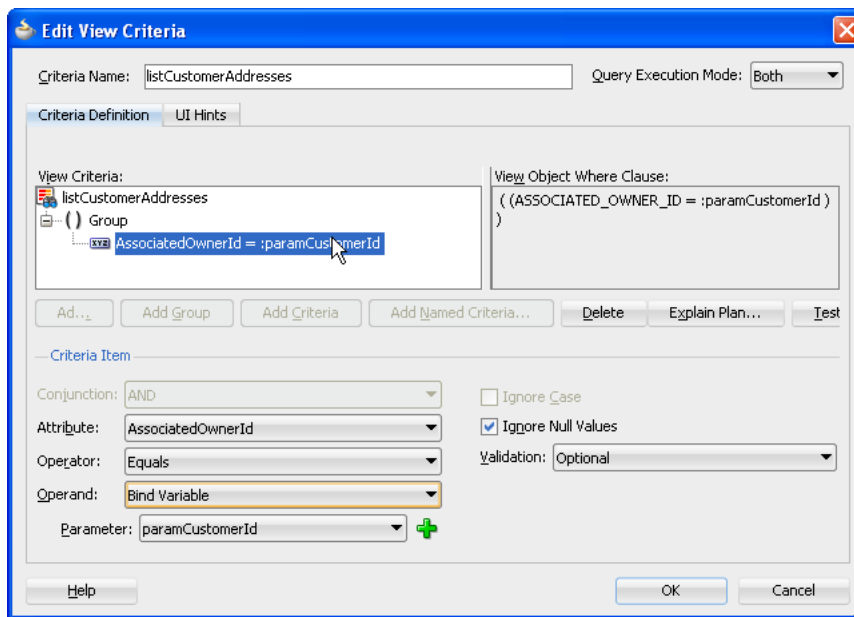 Edit View Criteria
Criteria Name: listCustomerAddresses Query Execution Mode: Both
Criteria Definition UI Hints
View Criteria: View Object Where Clause:
listCustomerAddresses
( ) Group
AssociatedOwnerId = :paramCustomerId
( (ASSOCIATED_OWNER_ID = :paramCustomerId )
)
Ad... Add Group Add Criteria Add Named Criteria... Delete Explain Plan... Test
Criteria Item
Conjunction: AND Ignore Case
Attribute: AssociatedOwnerId Ignore Null Values
Operator: Equals Validation: Optional
Operand: Bind Variable
Parameter: paramCustomerId
Help OK Cancel